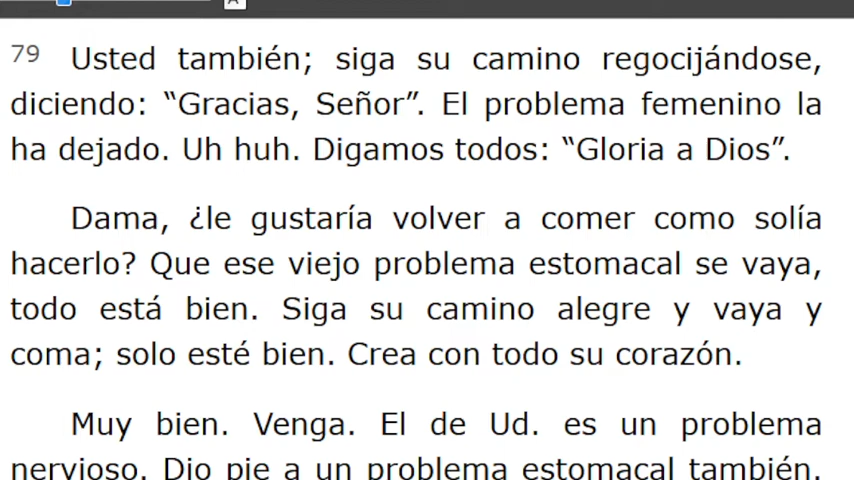 79 Usted también; siga su camino regocijándose,
diciendo: “Gracias, Señor”. El problema femenino la
ha dejado. Uh huh. Digamos todos: “Gloria a Dios”.
Dama, ¿le gustaría volver a comer como solía
hacerlo? Que ese viejo problema estomacal se vaya,
todo está bien. Siga su camino alegre y vaya y
coma; solo esté bien. Crea con todo su corazón.
Muy bien. Venga. El de Ud. es un problema
nervioso. Dio pie a un problema estomacal también.